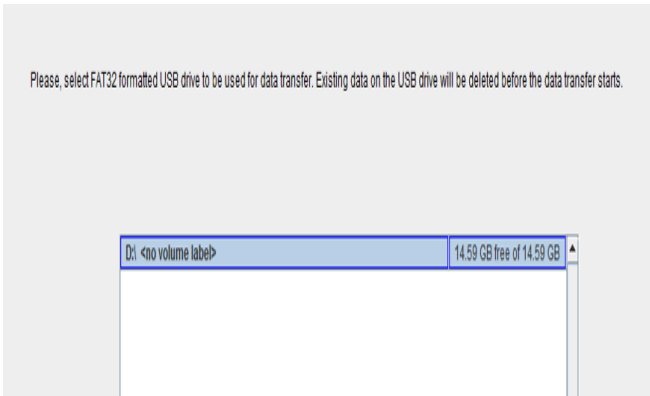 Please, select FAT32 formatted USB drive to be used for data transfer. Existing data on the USB drive will be deleted before the data transfer starts.
D:\ <no volume label> 14.59 GB free of 14.59 GB